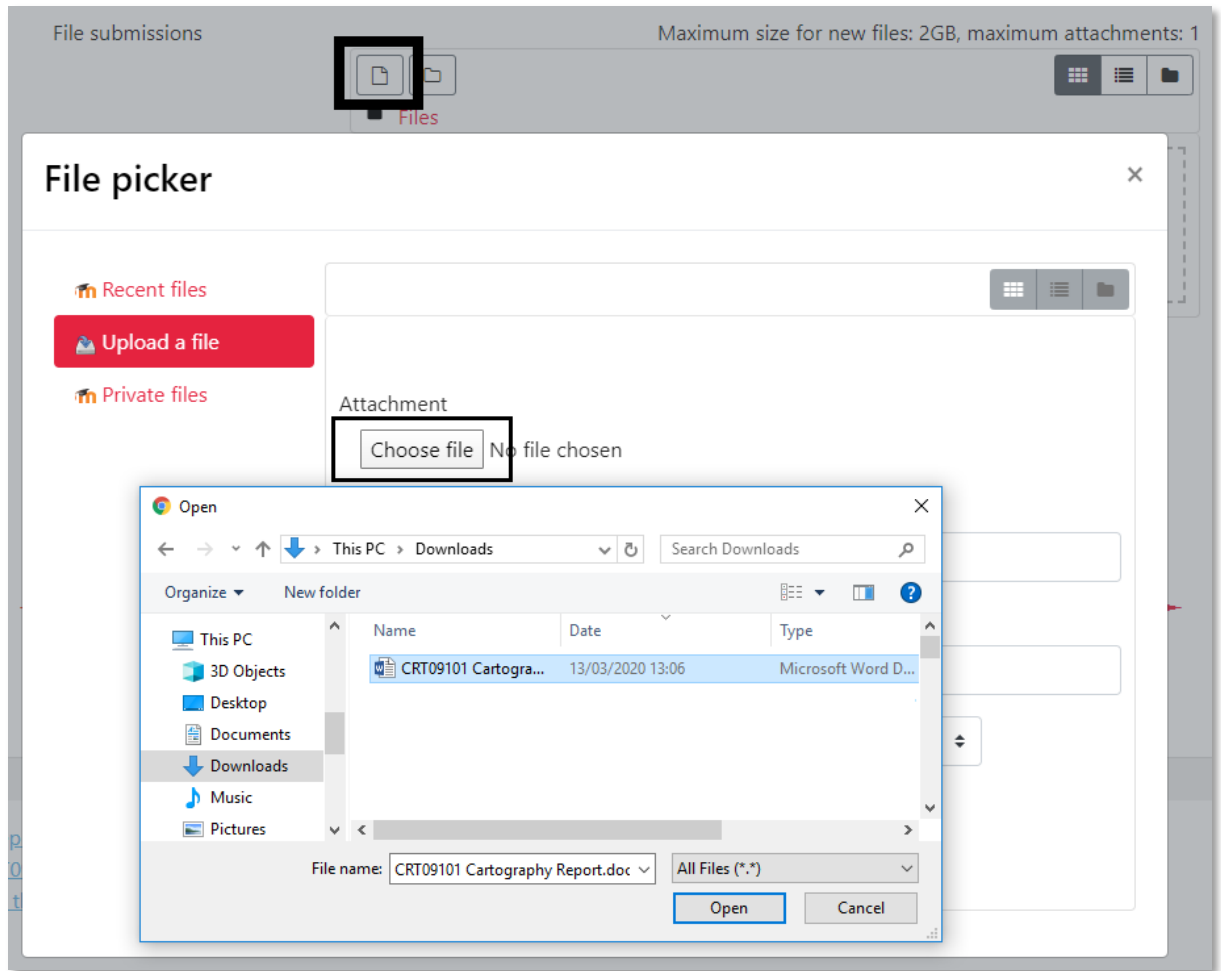 File submissions
Maximum size for new files: 2GB, maximum attachments: 1
Files
File picker
Recent files
Upload a file
Private files
Attachment
Choose file No file chosen
Open
This PC > Downloads
Search Downloads
Organize
New folder
This PC
3D Objects
Desktop
Documents
Downloads
Music
Pictures
Name Date Type
CRT09101 Cartogra... 13/03/2020 13:06 Microsoft Word D...
File name: CRT09101 Cartography Report.doc
All Files (*.*)
Open
Cancel